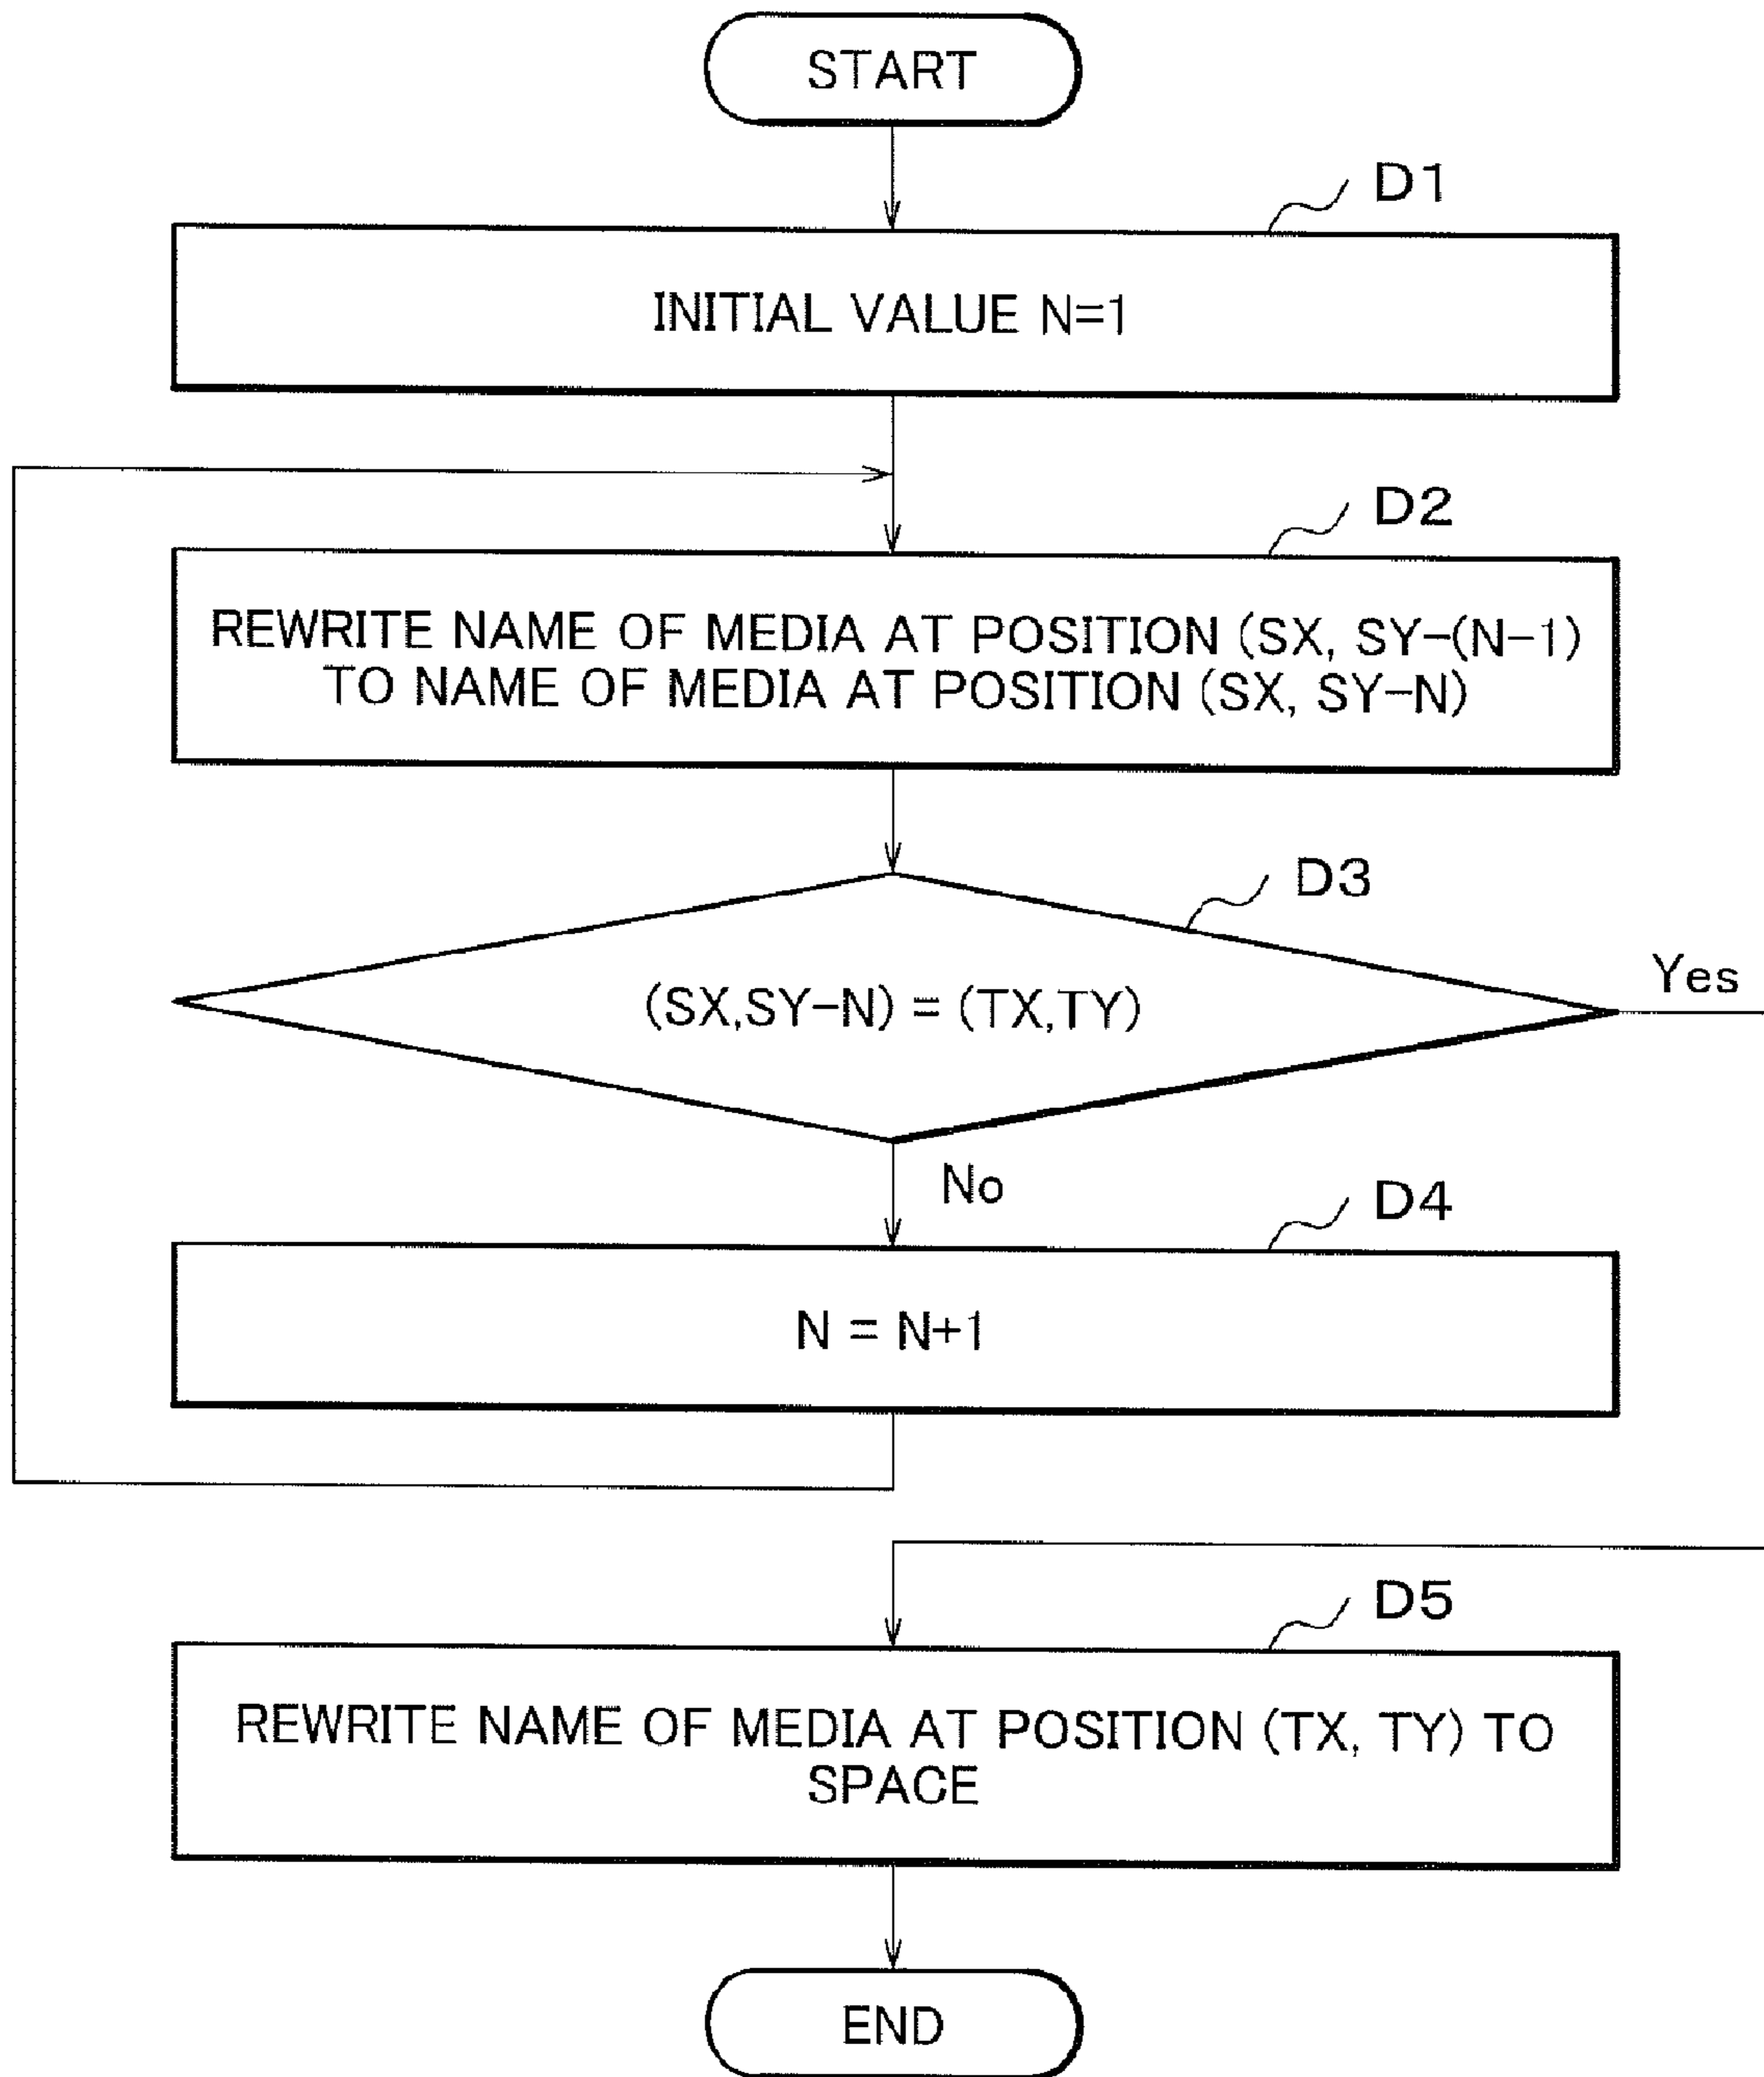 START
D1
INITIAL VALUE N=1
D2
REWRITE NAME OF MEDIA AT POSITION (SX, SY-(N-1)
TO NAME OF MEDIA AT POSITION (SX, SY-N)
D3
(SX,SY-N) = (TX,TY)
Yes
No
D4
N = N+1
D5
REWRITE NAME OF MEDIA AT POSITION (TX, TY) TO
SPACE
END